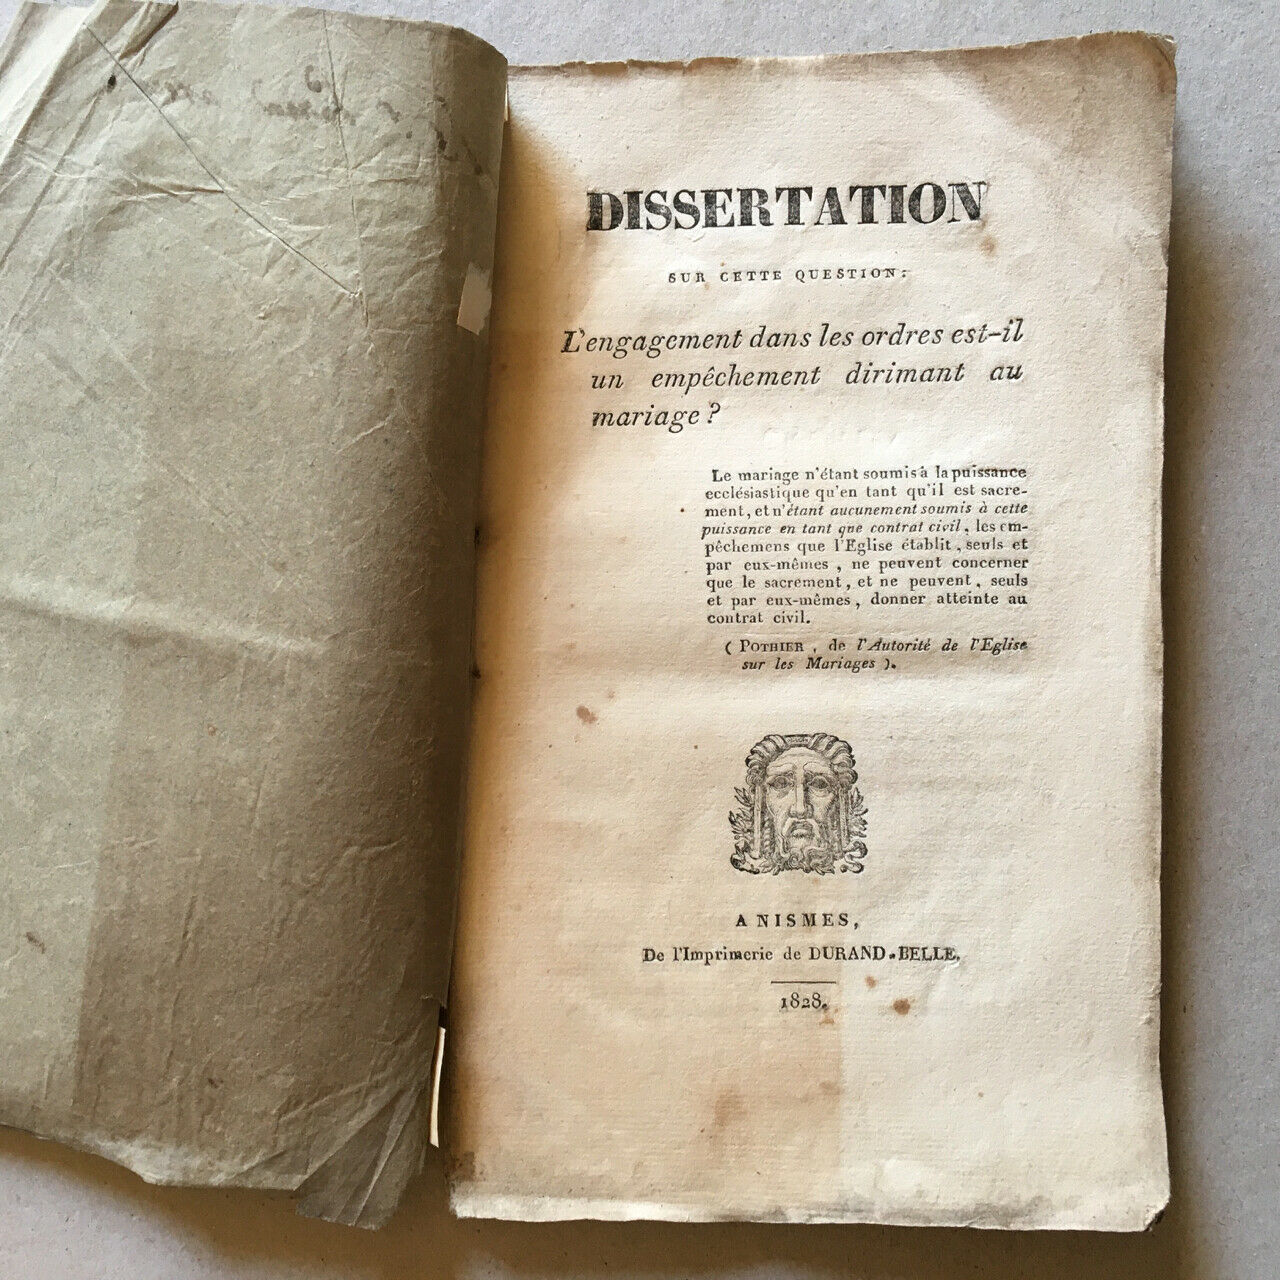 DISSERTATION
SUR CETTE QUESTION:
L'engagement dans les ordres est-il
un empêchement dirimant au
mariage ?
Le mariage n'étant soumis à la puissance
ecclésiastique qu'en tant qu'il est sacre-
ment, et n'étant aucunement soumis à cette
puissance en tant que contrat civil, les em-
pêchemens que l'Eglise établit, seuls et
par eux-mêmes, ne peuvent concerner
que le sacrement, et ne peuvent, seuls
et par eux-mêmes, donner atteinte au
contrat civil.
( POTHIER, de l'Autorité de l'Eglise
sur les Mariages ).
A NISMES,
De l'Imprimerie de DURAND-BELLE.
1828.